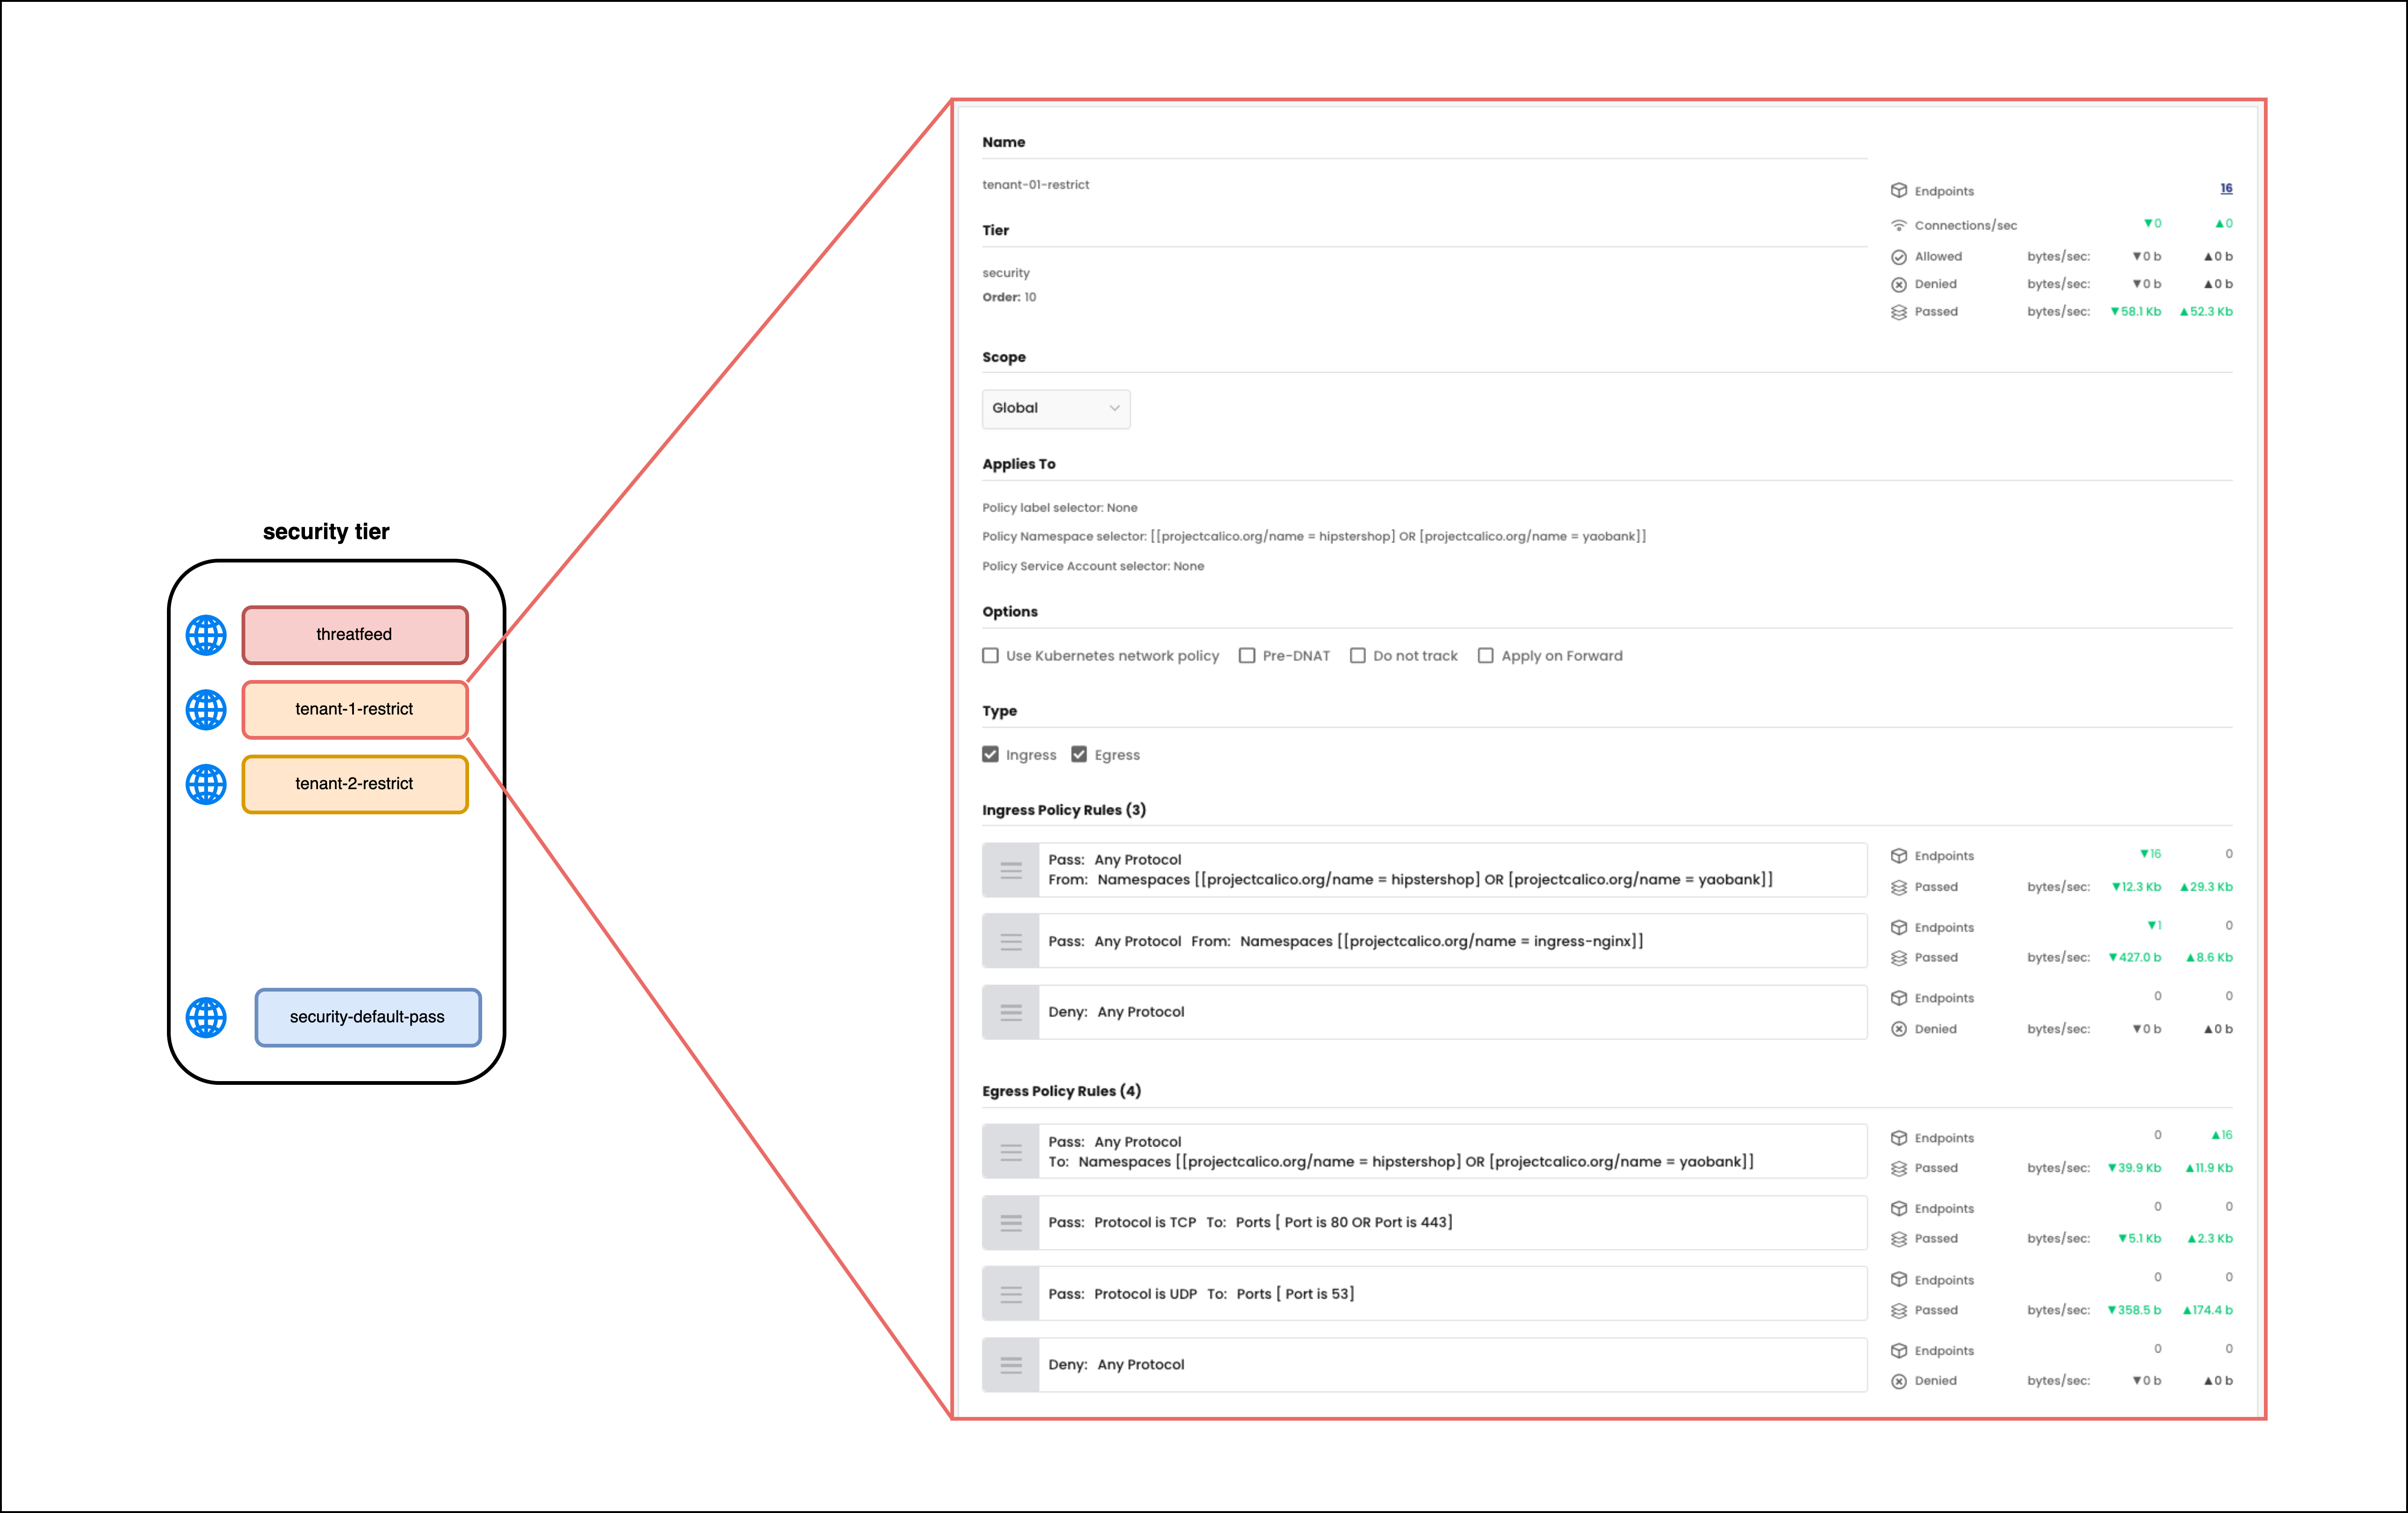 security tier
threatfeed
tenant-1-restrict
tenant-2-restrict
security-default-pass
Name
tenant-01-restrict
Tier
security
Order: 10
Endpoints 16
Connections/sec ▼0 ▲0
Allowed bytes/sec: ▼0 b ▲0 b
Denied bytes/sec: ▼0 b ▲0 b
Passed bytes/sec: ▼58.1 Kb ▲52.3 Kb
Scope
Global
Applies To
Policy label selector: None
Policy Namespace selector: [[projectcalico.org/name = hipstershop] OR [projectcalico.org/name = yaobank]]
Policy Service Account selector: None
Options
Use Kubernetes network policy Pre-DNAT Do not track Apply on Forward
Type
Ingress Egress
Ingress Policy Rules (3)
Pass: Any Protocol
From: Namespaces [[projectcalico.org/name = hipstershop] OR [projectcalico.org/name = yaobank]]
Endpoints ▼16 0
Passed bytes/sec: ▼12.3 Kb ▲29.3 Kb
Pass: Any Protocol From: Namespaces [[projectcalico.org/name = ingress-nginx]]
Endpoints ▼1 0
Passed bytes/sec: ▼427.0 b ▲8.6 Kb
Deny: Any Protocol
Endpoints 0 0
Denied bytes/sec: ▼0 b ▲0 b
Egress Policy Rules (4)
Pass: Any Protocol
To: Namespaces [[projectcalico.org/name = hipstershop] OR [projectcalico.org/name = yaobank]]
Endpoints 0 ▲16
Passed bytes/sec: ▼39.9 Kb ▲11.9 Kb
Pass: Protocol is TCP To: Ports [ Port is 80 OR Port is 443]
Endpoints 0 0
Passed bytes/sec: ▼5.1 Kb ▲2.3 Kb
Pass: Protocol is UDP To: Ports [ Port is 53]
Endpoints 0 0
Passed bytes/sec: ▼358.5 b ▲174.4 b
Deny: Any Protocol
Endpoints 0 0
Denied bytes/sec: ▼0 b ▲0 b